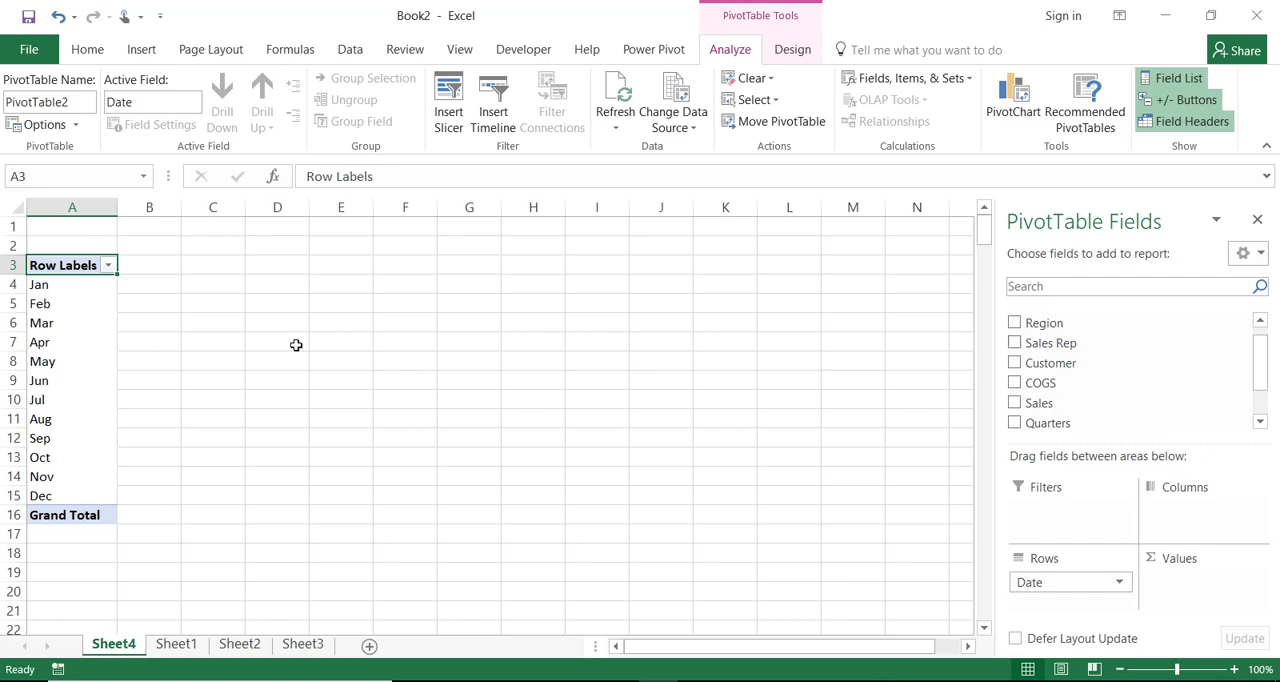 Book2 - Excel
PivotTable Tools
Sign in
File Home Insert Page Layout Formulas Data Review View Developer Help Power Pivot Analyze Design Tell me what you want to do Share
PivotTable Name:
PivotTable2
Options
PivotTable
Active Field:
Date
Field Settings
Drill Down
Drill Up
Active Field
Group Selection
Ungroup
Group Field
Group
Insert Slicer
Insert Timeline
Filter Connections
Filter
Refresh
Change Data Source
Data
Clear
Select
Move PivotTable
Actions
Fields, Items, & Sets
OLAP Tools
Relationships
Calculations
PivotChart
Recommended PivotTables
Tools
Field List
+/- Buttons
Field Headers
Show
A3 fx Row Labels
A B C D E F G H I J K L M N
1
2
3 Row Labels
4 Jan
5 Feb
6 Mar
7 Apr
8 May
9 Jun
10 Jul
11 Aug
12 Sep
13 Oct
14 Nov
15 Dec
16 Grand Total
17
18
19
20
21
22
PivotTable Fields
Choose fields to add to report:
Search
Region
Sales Rep
Customer
COGS
Sales
Quarters
Drag fields between areas below:
Filters
Columns
Rows
Date
Σ Values
Defer Layout Update
Update
Sheet4 Sheet1 Sheet2 Sheet3
Ready
100%